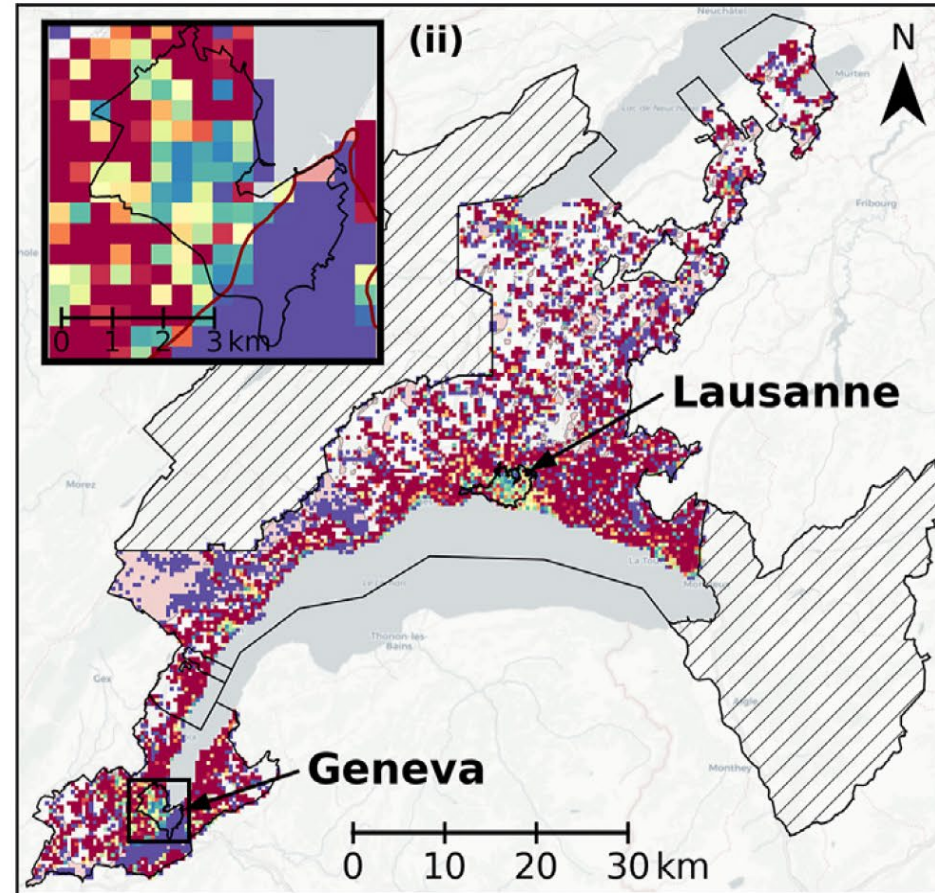 (ii)
N
Neuchâtel
Murten
Fribourg
Lausanne
Morez
Thonon-les-
Bains
Gex
Aigle
Monthey
Geneva
0 1 2 3 km
0 10 20 30 km